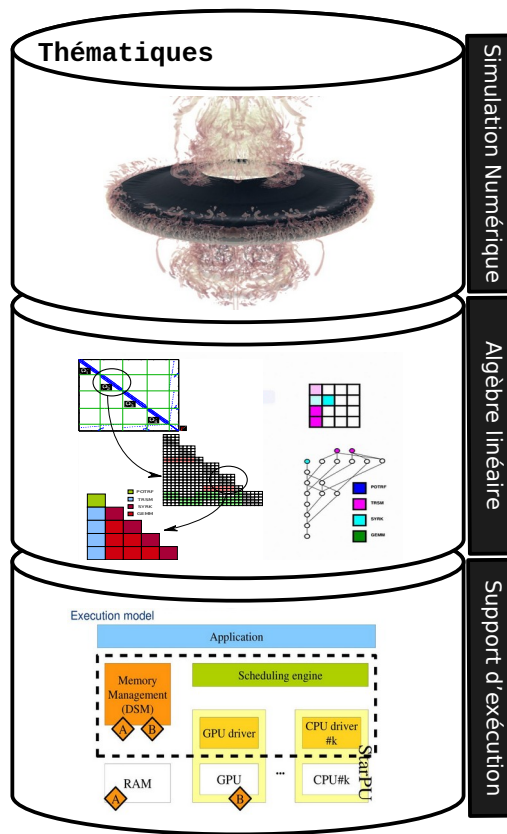 Thématiques
Simulation Numérique
Algèbre linéaire
POTRF
TRSM
SYRK
GEMM
POTRF
TRSM
SYRK
GEMM
Support d'exécution
Execution model
Application
Memory
Management
(DSM)
A
B
Scheduling engine
GPU driver
CPU driver
#k
StarPU
RAM
A
GPU
B
...
CPU#k